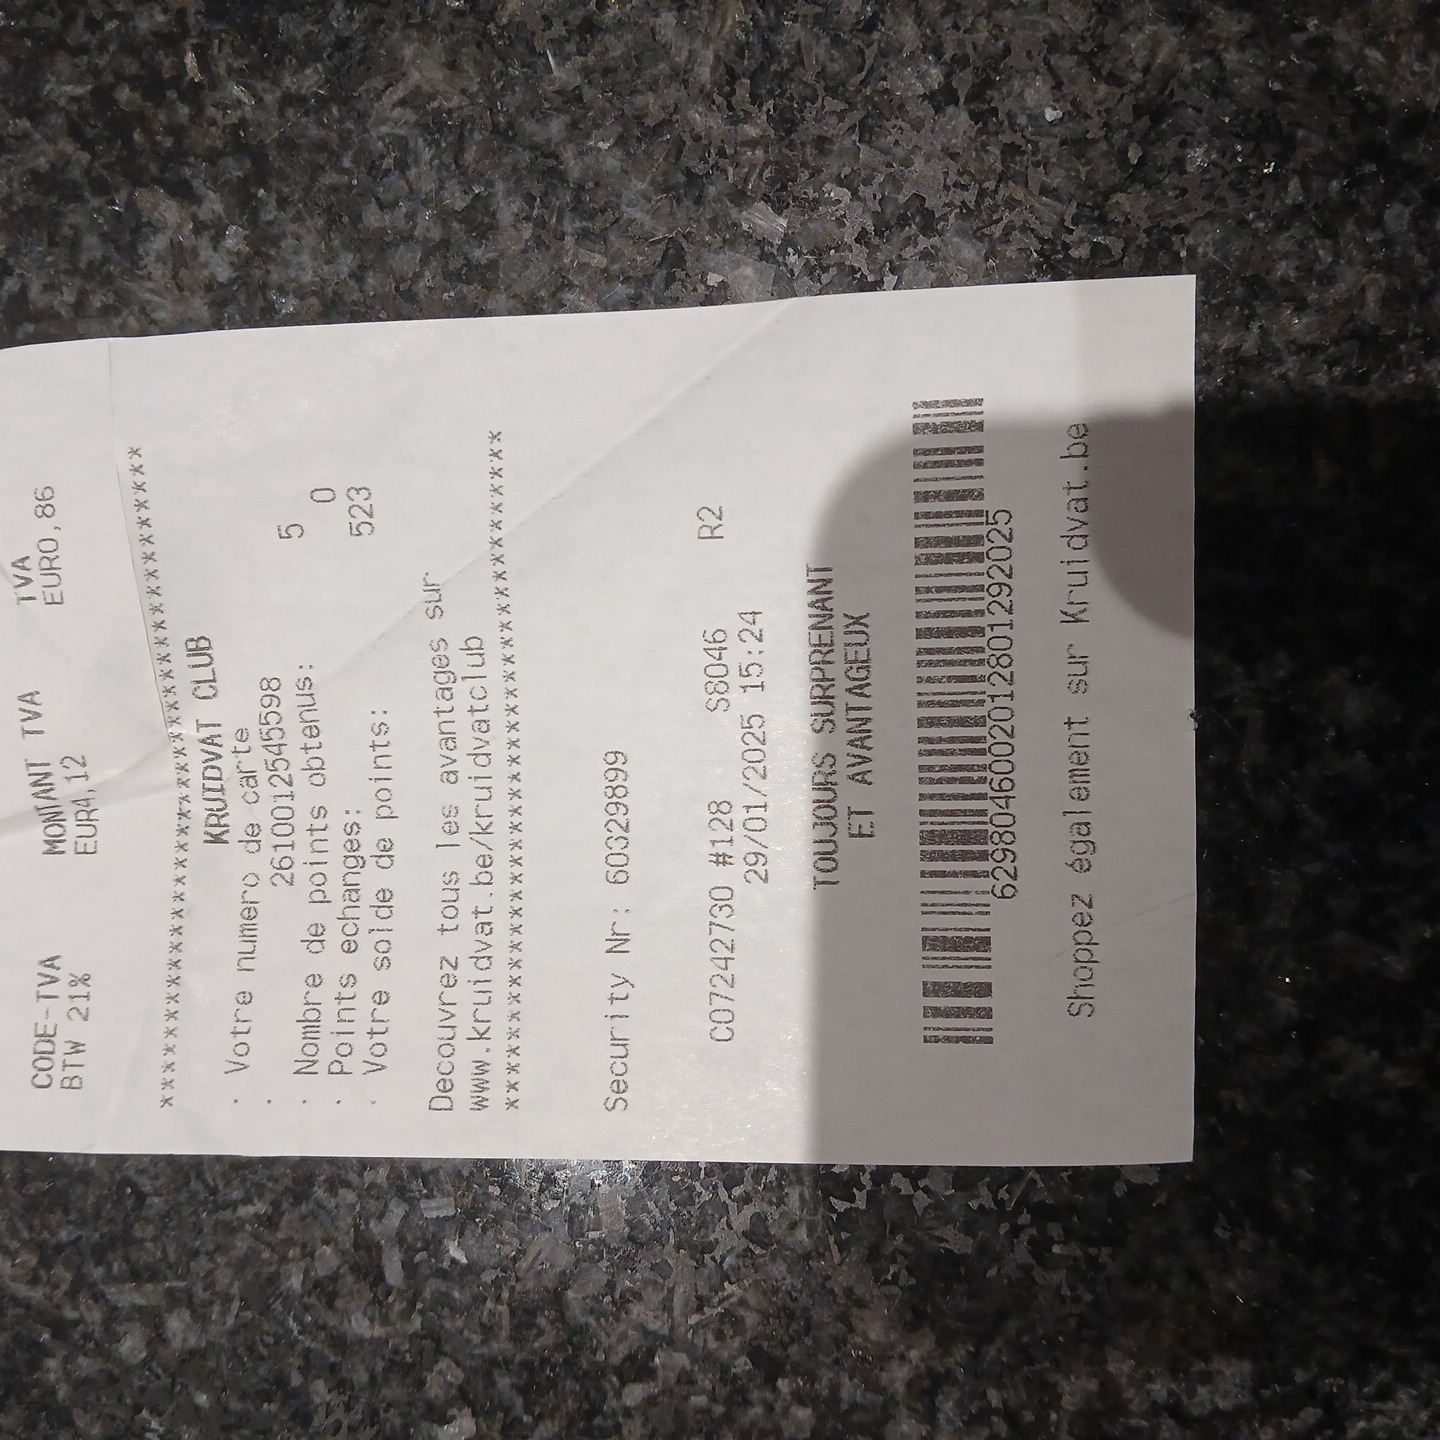 CODE-TVA MONTANT TVA TVA
BTW 21% EUR4,12 EURO,86
****************************************
KRUIDVAT CLUB
. Votre numero de carte
. 2610012545598
. Nombre de points obtenus: 5
. Points echanges: 0
. Votre solde de points: 523
Decouvrez tous les avantages sur
www.kruidvat.be/kruidvatclub
****************************************
Security Nr: 60329899
C07242730 #128 S8046 R2
29/01/2025 15:24
TOUJOURS SURPRENANT
ET AVANTAGEUX
6298046002012801292025
Shoppez également sur Kruidvat.be